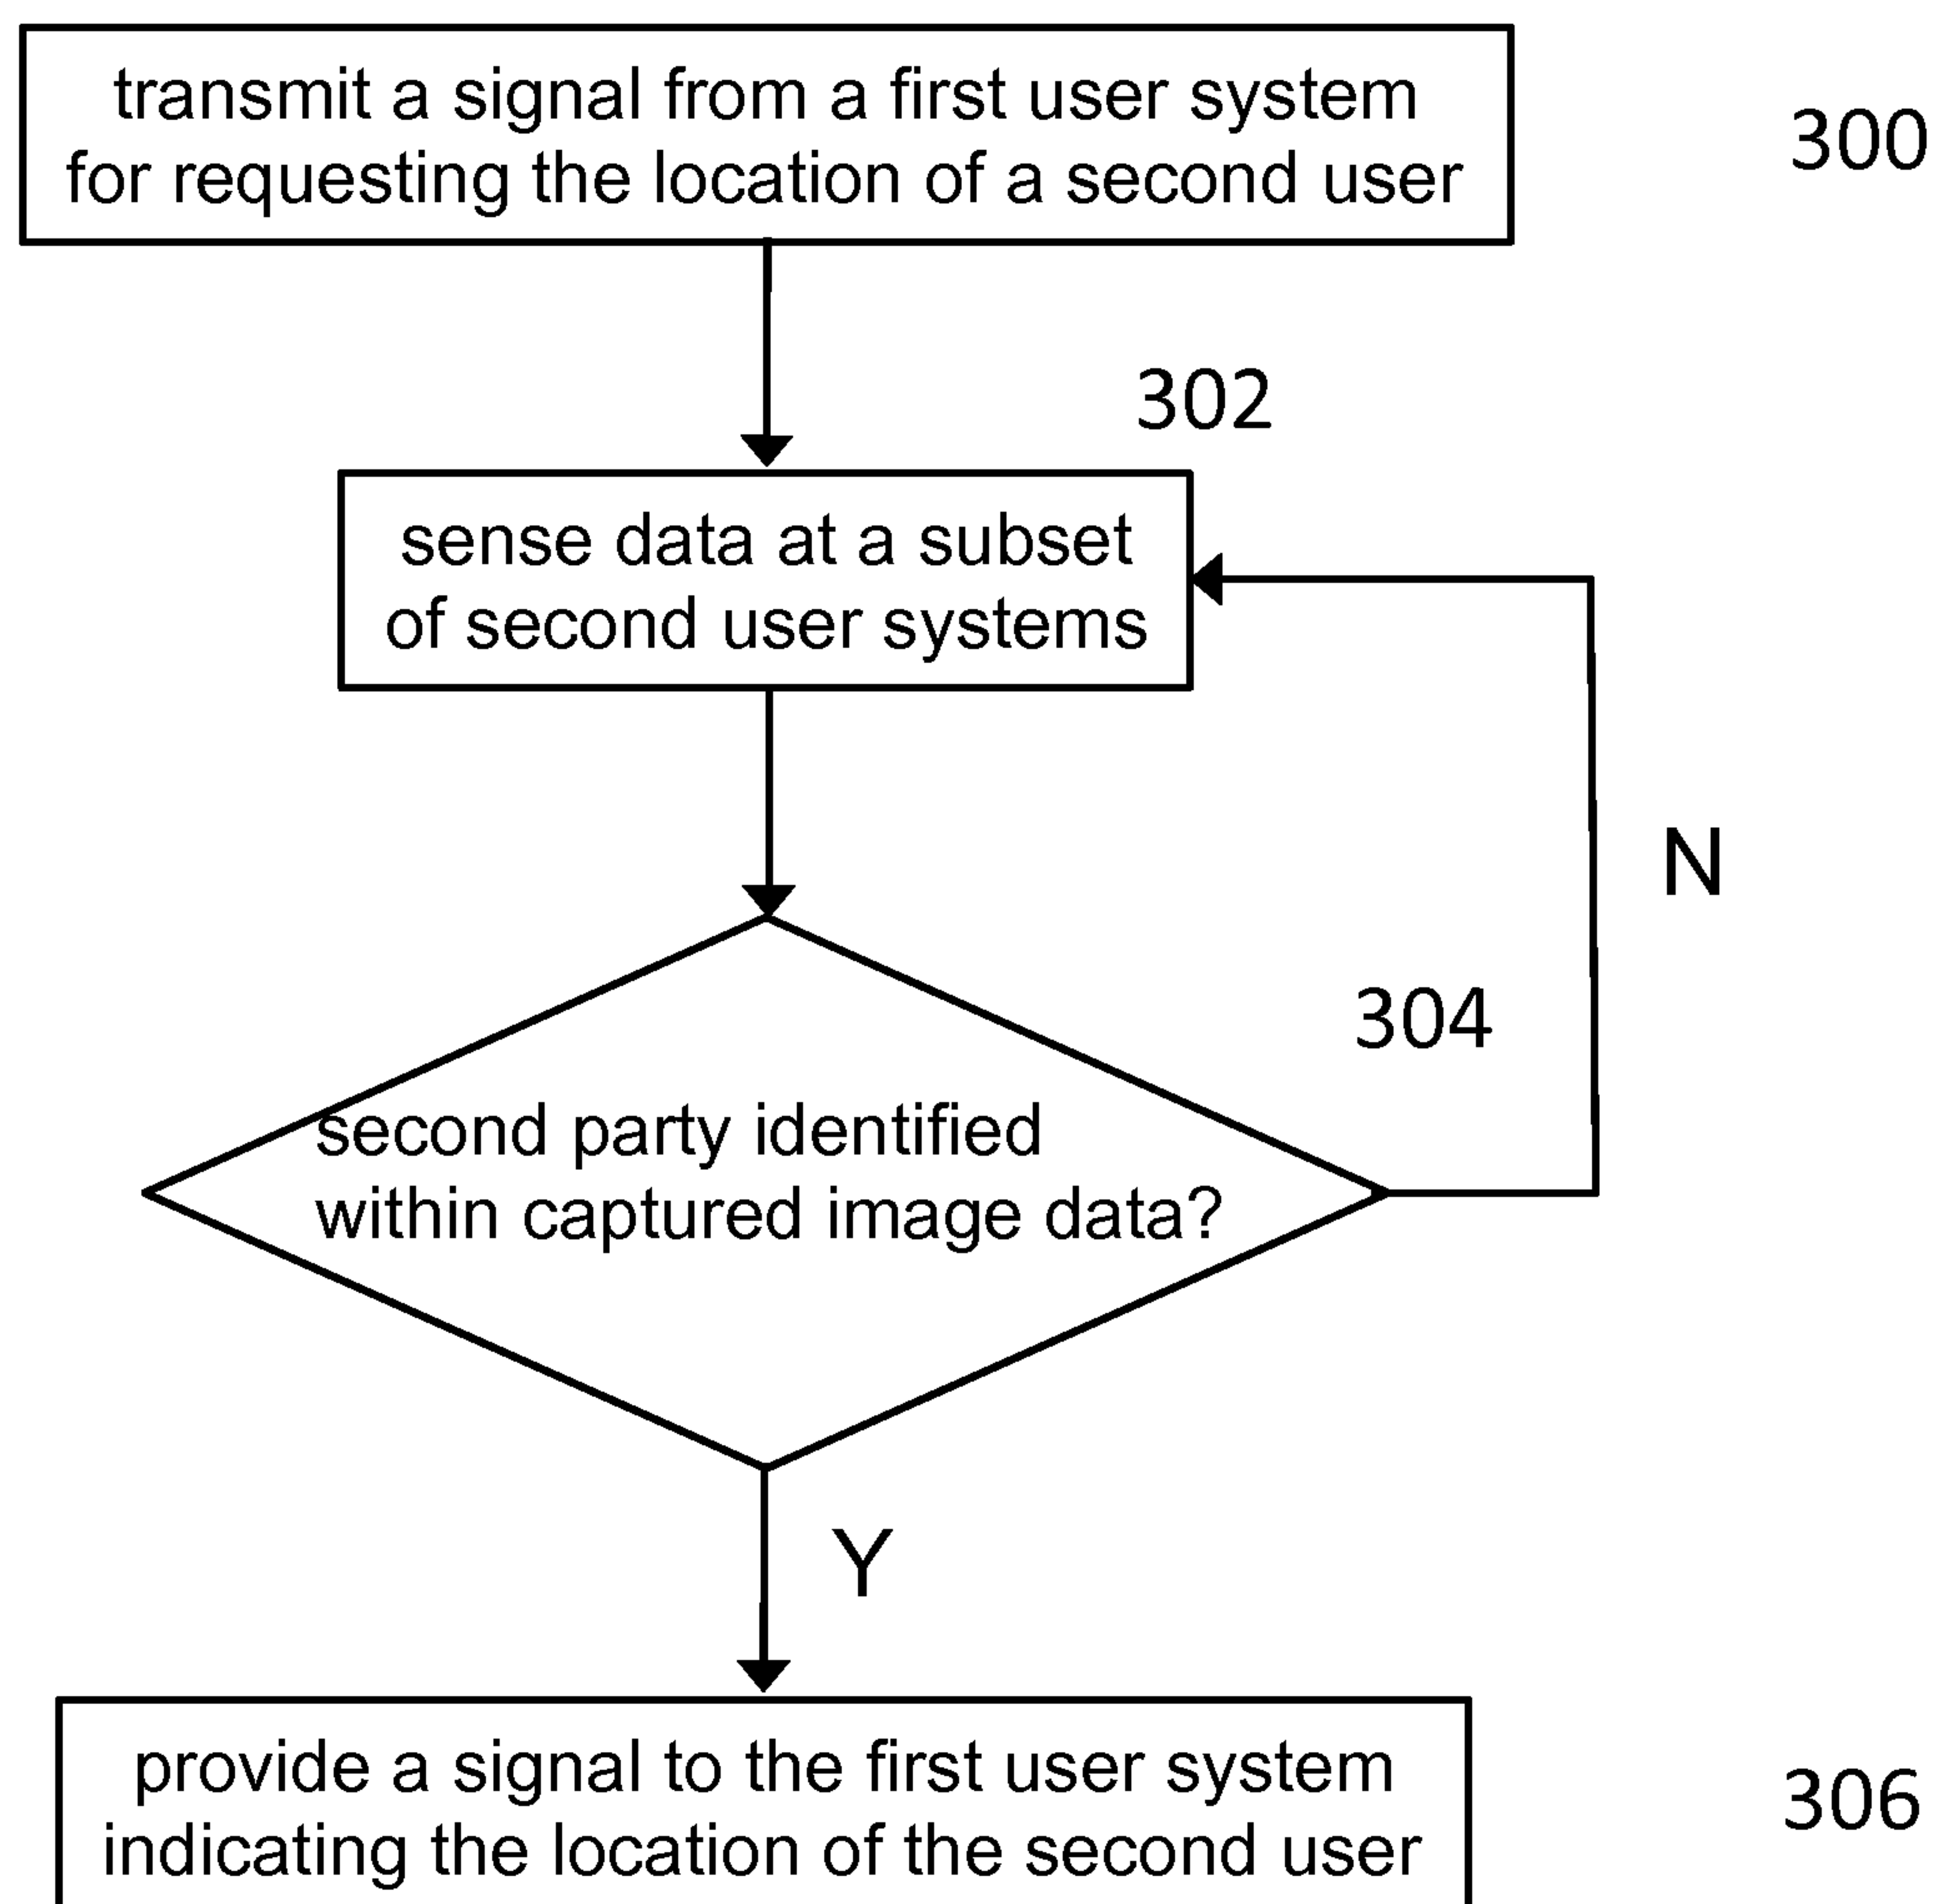 transmit a signal from a first user system
for requesting the location of a second user
300
302
sense data at a subset
of second user systems
N
304
second party identified
within captured image data?
Y
provide a signal to the first user system
indicating the location of the second user
306